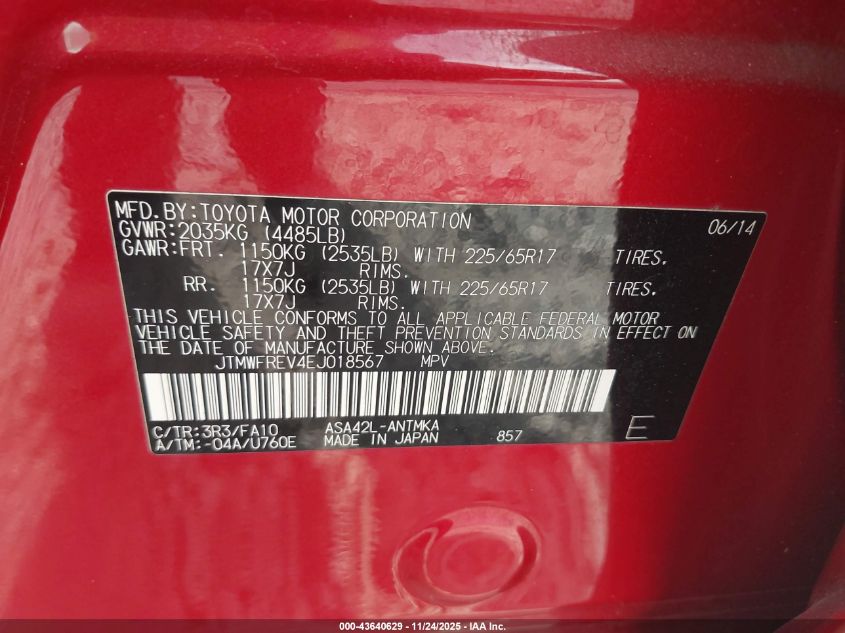 MFD.BY:TOYOTA MOTOR CORPORATION 06/14
GVWR:2035KG (4485LB)
GAWR:FRT. 1150KG (2535LB) WITH 225/65R17 TIRES.
17X7J RIMS.
RR. 1150KG (2535LB) WITH 225/65R17 TIRES.
17X7J RIMS.
THIS VEHICLE CONFORMS TO ALL APPLICABLE FEDERAL MOTOR
VEHICLE SAFETY AND THEFT PREVENTION STANDARDS IN EFFECT ON
THE DATE OF MANUFACTURE SHOWN ABOVE.
JTMWFREV4EJ018567 MPV
C/TR:3R3/FA10 ASA42L-ANTMKA
A/TM:-04A/U760E MADE IN JAPAN 857 E
000-43640629 - 11/24/2025 - IAA Inc.